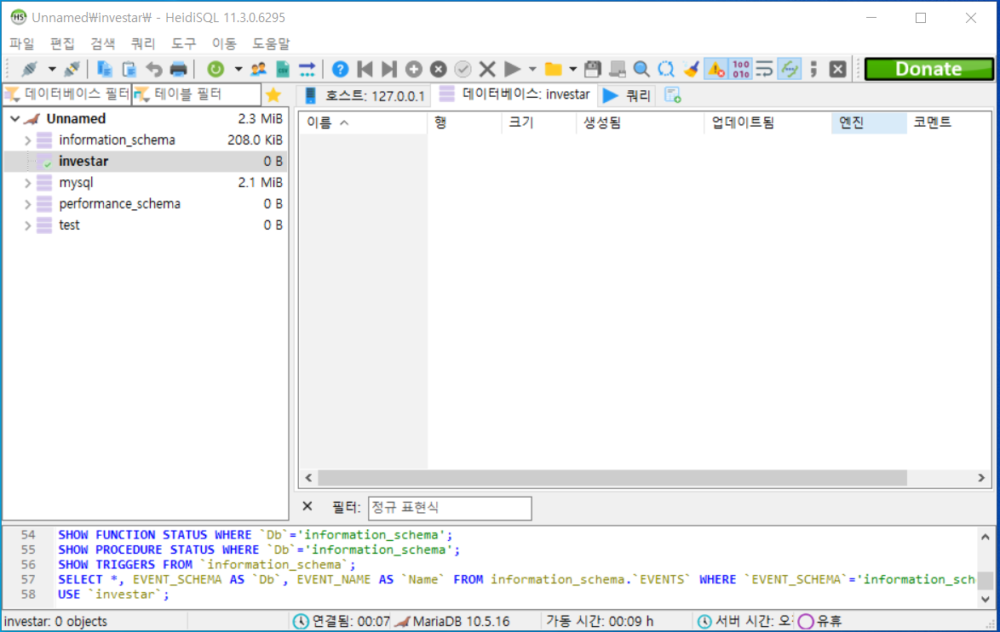 HS Unnamed₩investar₩ - HeidiSQL 11.3.0.6295
파일 편집 검색 쿼리 도구 이동 도움말
Donate
데이터베이스 필터 테이블 필터
호스트: 127.0.0.1 데이터베이스: investar 쿼리
Unnamed 2.3 MiB
information_schema 208.0 KiB
investar 0 B
mysql 2.1 MiB
performance_schema 0 B
test 0 B
이름 행 크기 생성됨 업데이트됨 엔진 코멘트
필터: 정규 표현식
54 SHOW FUNCTION STATUS WHERE `Db`='information_schema';
55 SHOW PROCEDURE STATUS WHERE `Db`='information_schema';
56 SHOW TRIGGERS FROM `information_schema`;
57 SELECT *, EVENT_SCHEMA AS `Db`, EVENT_NAME AS `Name` FROM information_schema.`EVENTS` WHERE `EVENT_SCHEMA`='information_sch
58 USE `investar`;
investar: 0 objects 연결됨: 00:07 MariaDB 10.5.16 가동 시간: 00:09 h 서버 시간: 유휴